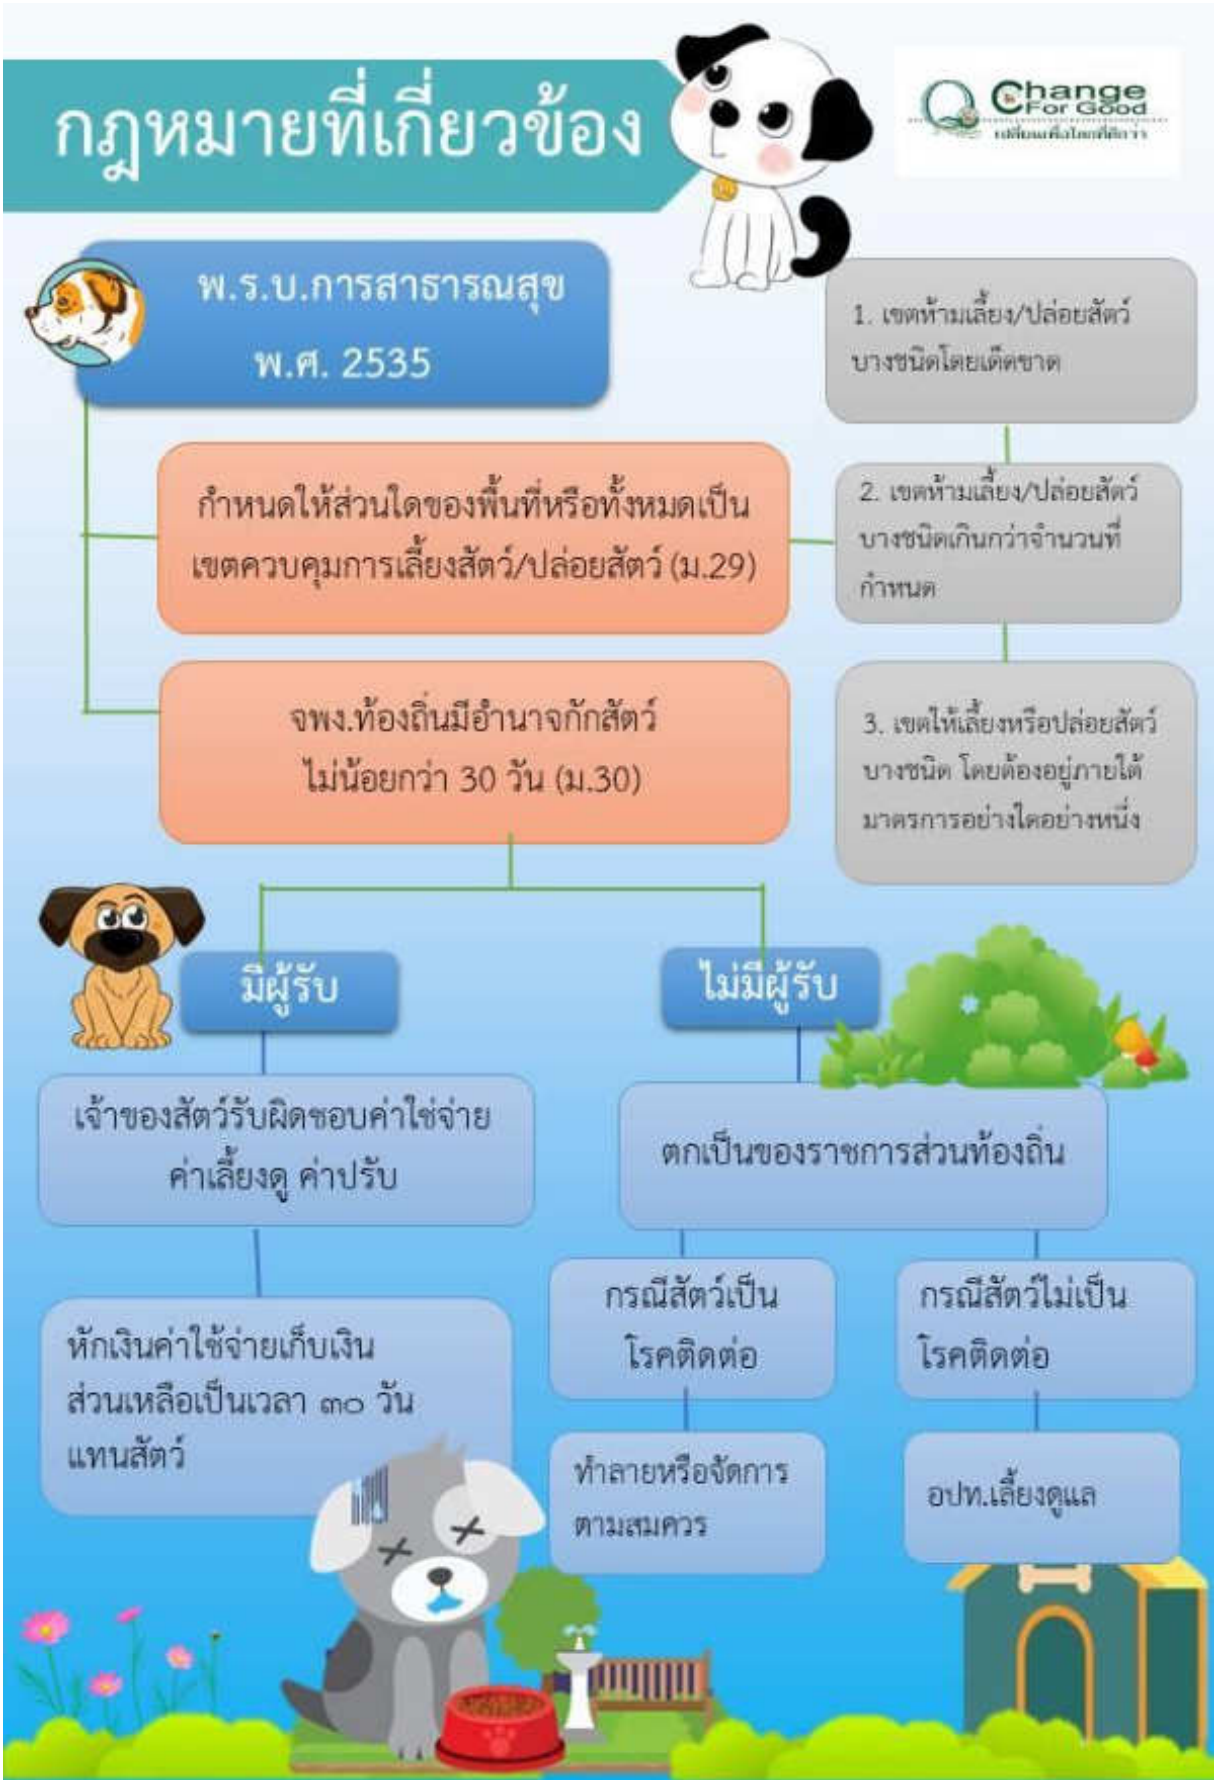 กฎหมายที่เกี่ยวข้อง
Change
For Good
เปลี่ยนเพื่อโลกที่ดีกว่า
พ.ร.บ.การสาธารณสุข
พ.ศ. 2535
กำหนดให้ส่วนใดของพื้นที่หรือทั้งหมดเป็น
เขตควบคุมการเลี้ยงสัตว์/ปล่อยสัตว์ (ม.29)
1. เขตห้ามเลี้ยง/ปล่อยสัตว์
บางชนิดโดยเด็ดขาด
2. เขตห้ามเลี้ยง/ปล่อยสัตว์
บางชนิดเกินกว่าจำนวนที่
กำหนด
3. เขตให้เลี้ยงหรือปล่อยสัตว์
บางชนิด โดยต้องอยู่ภายใต้
มาตรการอย่างใดอย่างหนึ่ง
จพง.ท้องถิ่นมีอำนาจกักสัตว์
ไม่น้อยกว่า 30 วัน (ม.30)
มีผู้รับ
เจ้าของสัตว์รับผิดชอบค่าใช่จ่าย
ค่าเลี้ยงดู ค่าปรับ
หักเงินค่าใช้จ่ายเก็บเงิน
ส่วนเหลือเป็นเวลา ๓๐ วัน
แทนสัตว์
ไม่มีผู้รับ
ตกเป็นของราชการส่วนท้องถิ่น
กรณีสัตว์เป็น
โรคติดต่อ
ทำลายหรือจัดการ
ตามสมควร
กรณีสัตว์ไม่เป็น
โรคติดต่อ
อปท.เลี้ยงดูแล